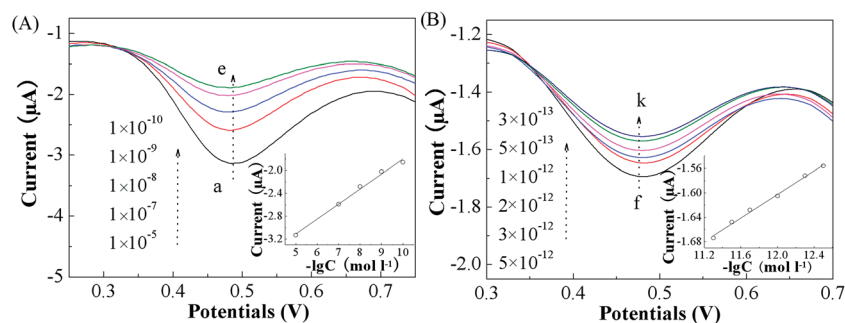 (A)
-1
-2
-3
-4
-5
Current (μA)
e
a
1×10⁻¹⁰
1×10⁻⁹
1×10⁻⁸
1×10⁻⁷
1×10⁻⁵
Current (μA)
-2.0
-2.4
-2.8
-3.2
5 6 7 8 9 10
-lgC (mol l⁻¹)
0.3 0.4 0.5 0.6 0.7
Potentials (V)
(B)
-1.2
-1.4
-1.6
-1.8
-2.0
Current (μA)
k
f
3×10⁻¹³
5×10⁻¹³
1×10⁻¹²
2×10⁻¹²
3×10⁻¹²
5×10⁻¹²
Current (μA)
-1.56
-1.60
-1.64
-1.68
11.2 11.6 12.0 12.4
-lgC (mol l⁻¹)
0.3 0.4 0.5 0.6 0.7
Potentials (V)